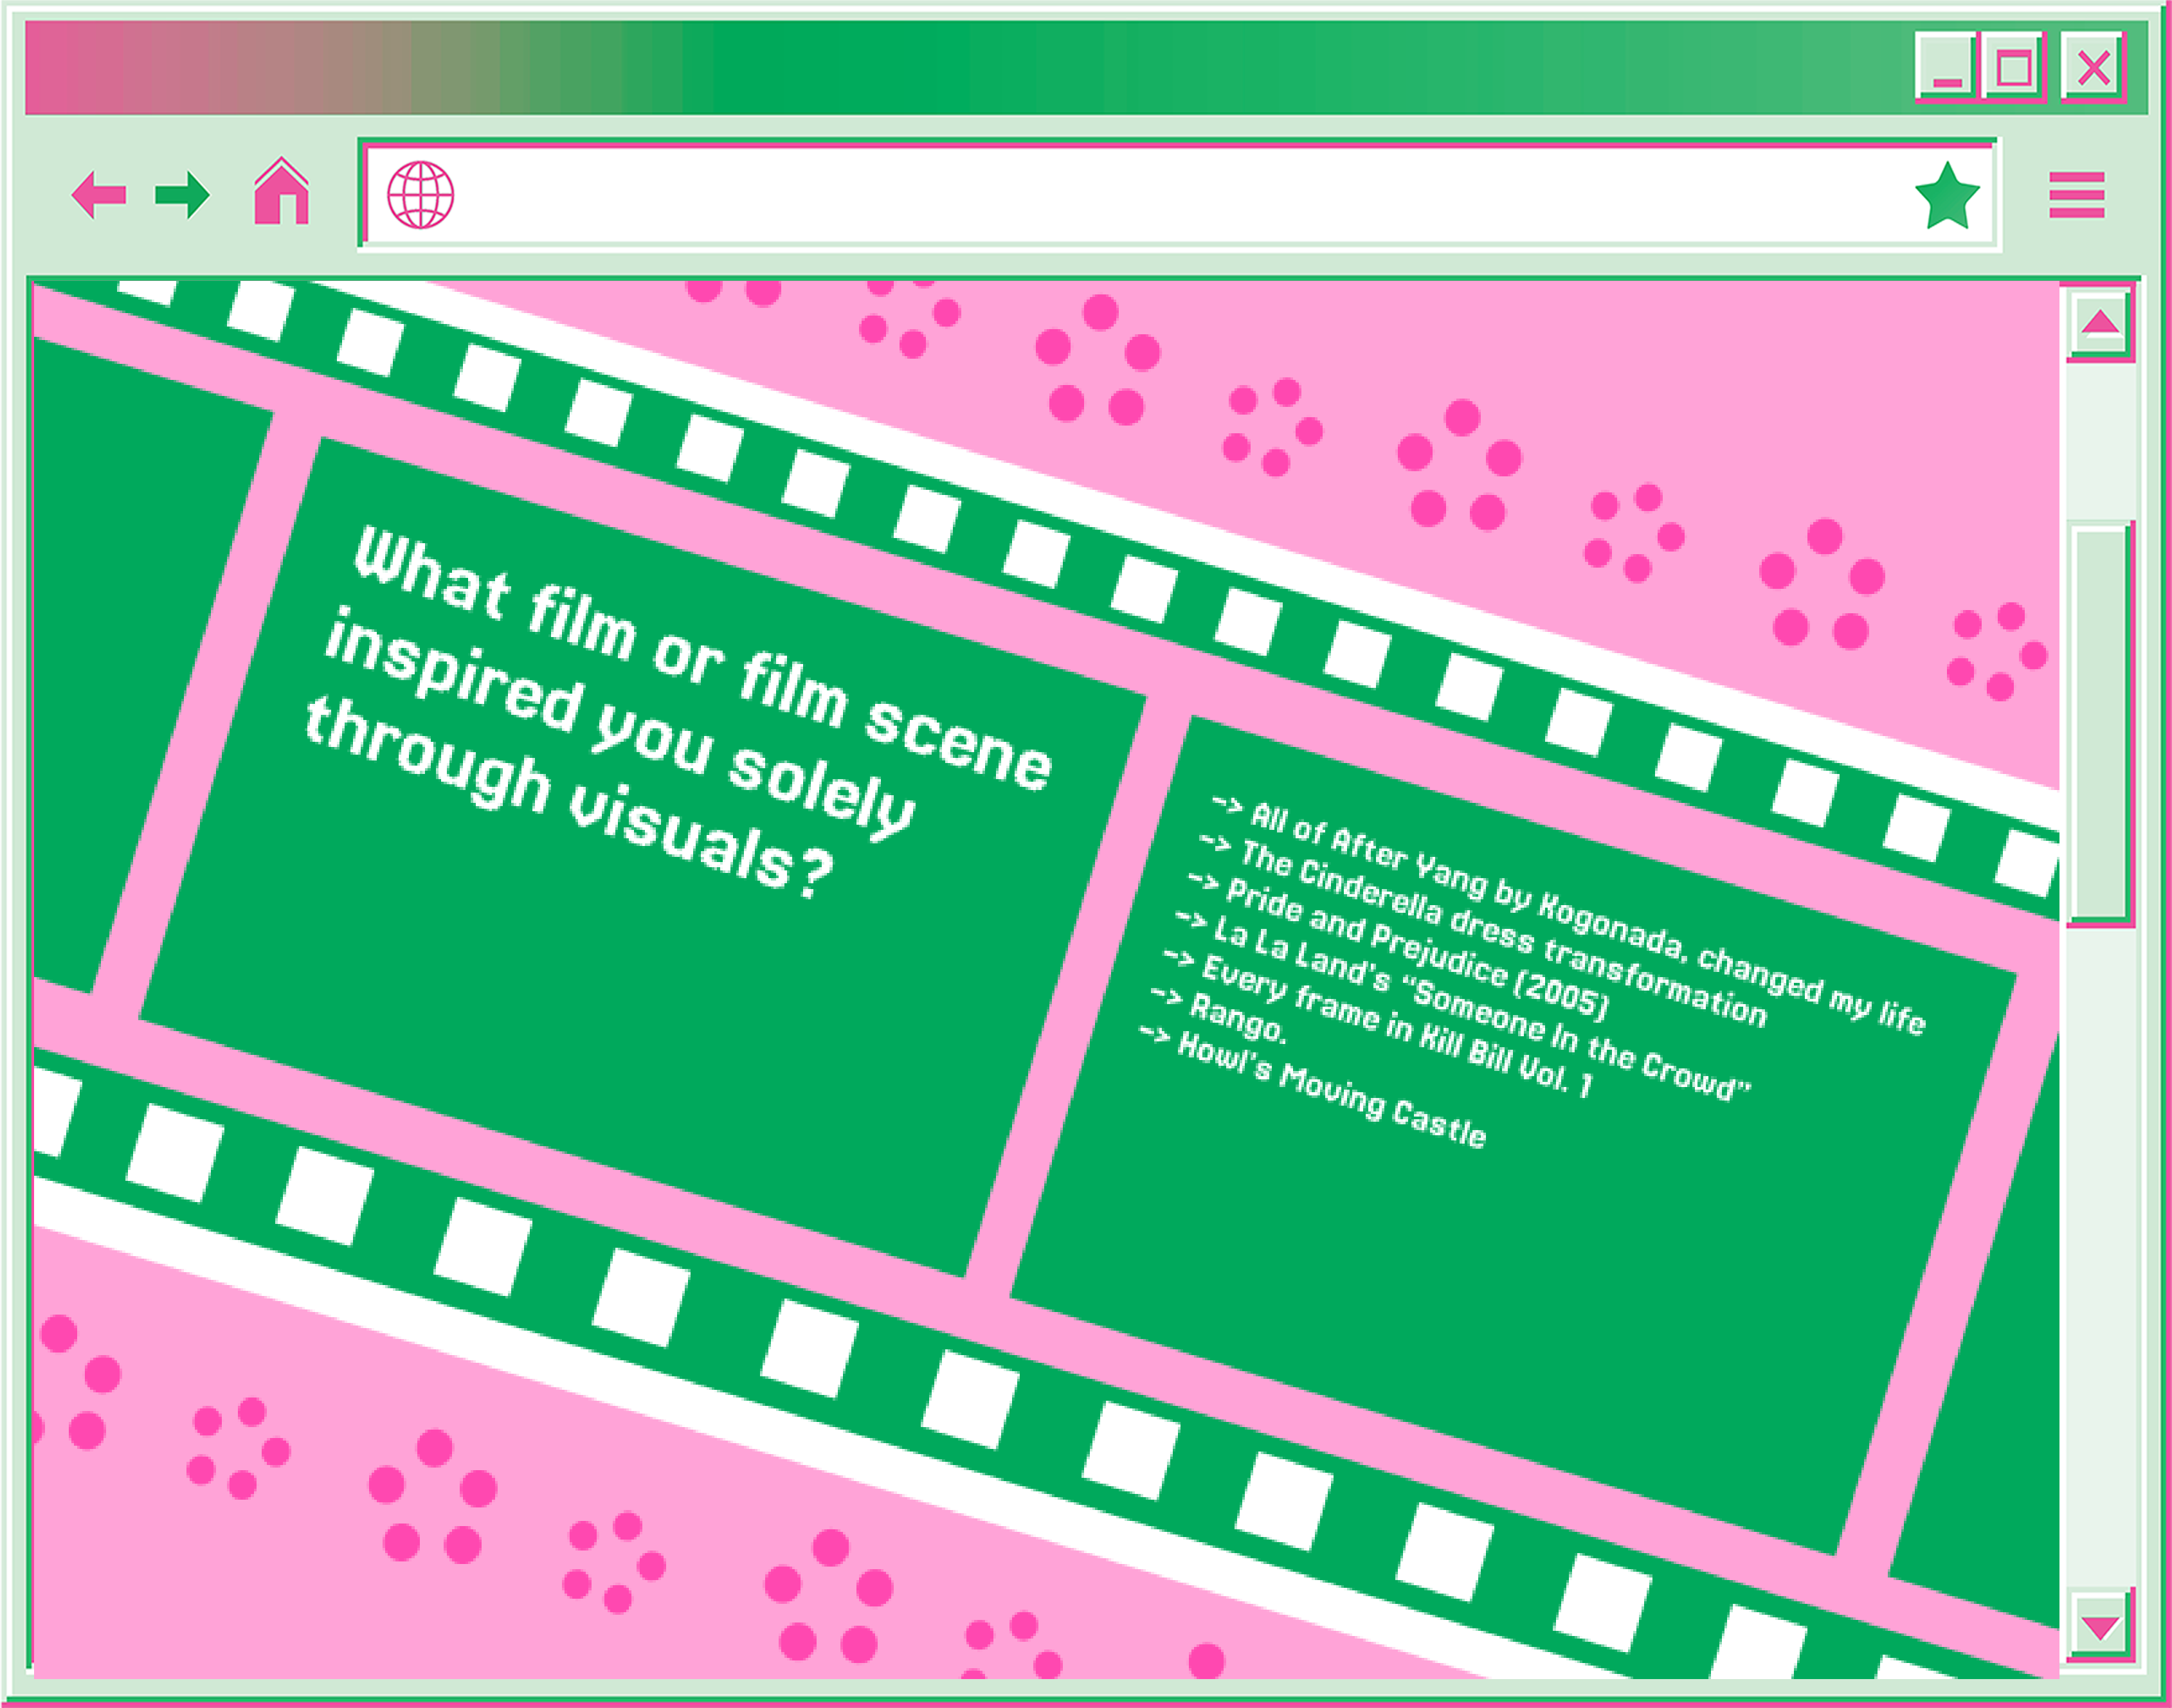 What film or film scene
inspired you solely
through visuals?
-> All of After Yang by Kogonada, changed my life
-> The Cinderella dress transformation
-> Pride and Prejudice (2005)
-> La La Land's “Someone In the Crowd”
-> Every frame in Kill Bill Vol. 1
-> Rango.
-> Howl's Moving Castle